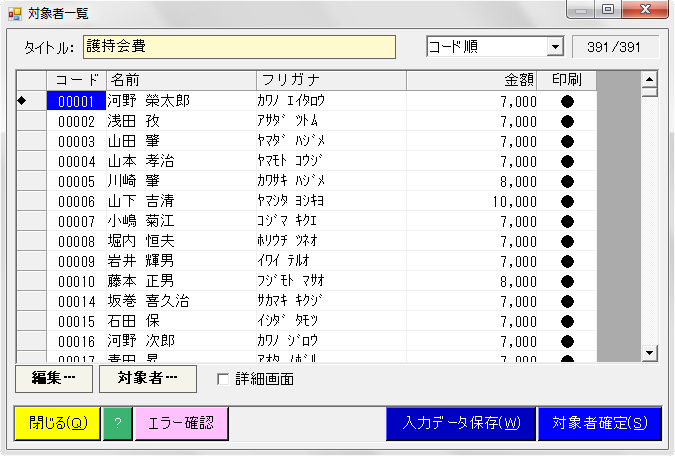 対象者一覧
タイトル: 護持会費 コード順 391/391
コード 名前 フリガナ 金額 印刷
00001 河野 榮太郎 ｶﾜﾉ ｴｲﾀﾛｳ 7,000 ●
00002 浅田 孜 ｱｻﾀﾞ ﾂﾄﾑ 7,000 ●
00003 山田 肇 ﾔﾏﾀﾞ ﾊｼﾞﾒ 7,000 ●
00004 山本 孝治 ﾔﾏﾓﾄ ｺｳｼﾞ 7,000 ●
00005 川崎 肇 ｶﾜｻｷ ﾊｼﾞﾒ 8,000 ●
00006 山下 吉清 ﾔﾏｼﾀ ﾖｼｷﾖ 10,000 ●
00007 小嶋 菊江 ｺｼﾞﾏ ｷｸｴ 7,000 ●
00008 堀内 恒夫 ﾎﾘｳﾁ ﾂﾈｵ 7,000 ●
00009 岩井 輝男 ｲﾜｲ ﾃﾙｵ 7,000 ●
00010 藤本 正男 ﾌｼﾞﾓﾄ ﾏｻｵ 8,000 ●
00014 坂巻 喜久治 ｻｶﾏｷ ｷｸｼﾞ 7,000 ●
00015 石田 保 ｲｼﾀﾞ ﾀﾓﾂ 7,000 ●
00016 河野 次郎 ｶﾜﾉ ｼﾞﾛｳ 7,000 ●
00017 青田 昇 ｱｵﾀ ﾉﾎﾞﾙ 7,000 ●
編集… 対象者… 詳細画面
閉じる(Q) ? エラー確認 入力データ保存(W) 対象者確定(S)